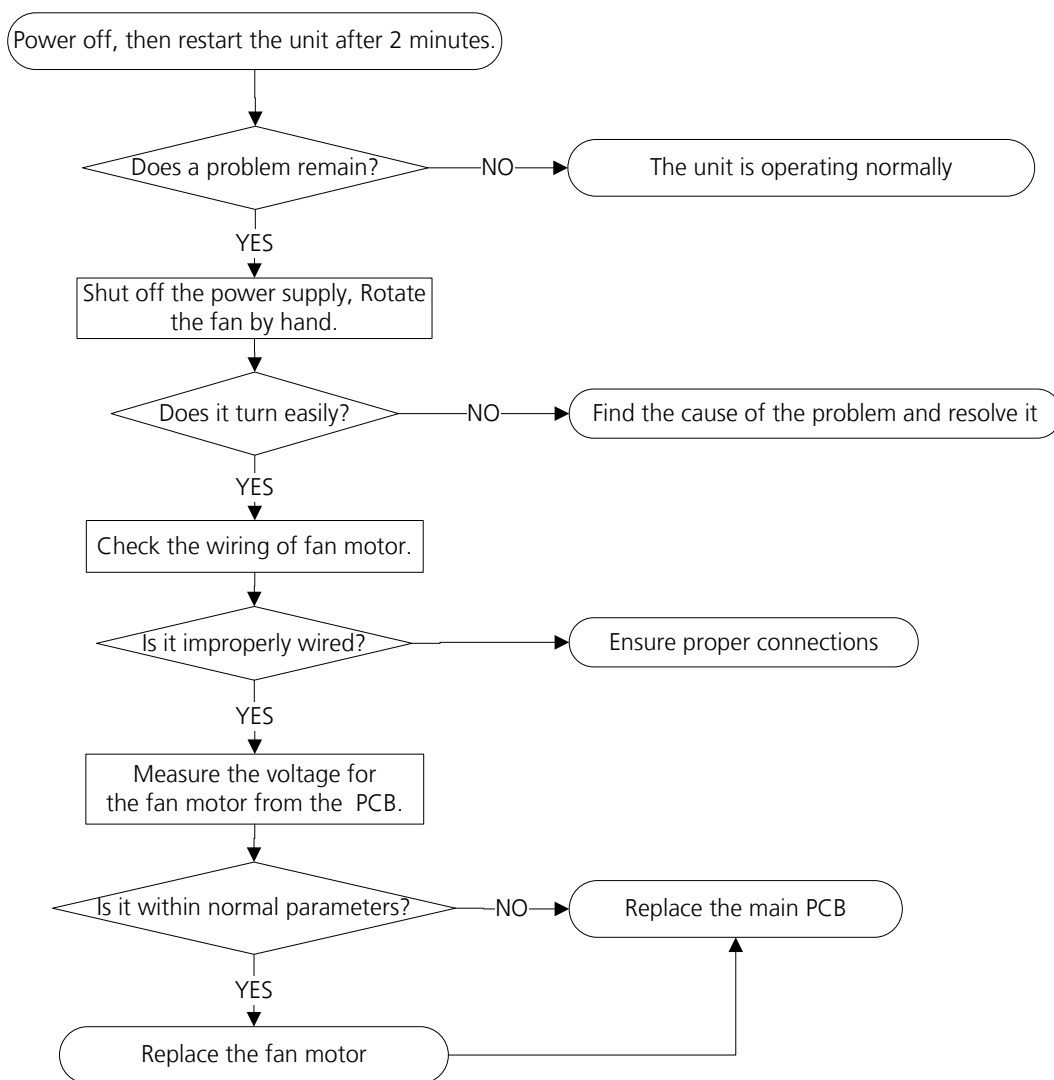 Power off, then restart the unit after 2 minutes.
Does a problem remain?
NO
The unit is operating normally
YES
Shut off the power supply, Rotate
the fan by hand.
Does it turn easily?
NO
Find the cause of the problem and resolve it
YES
Check the wiring of fan motor.
Is it improperly wired?
Ensure proper connections
YES
Measure the voltage for
the fan motor from the PCB.
Is it within normal parameters?
NO
Replace the main PCB
YES
Replace the fan motor